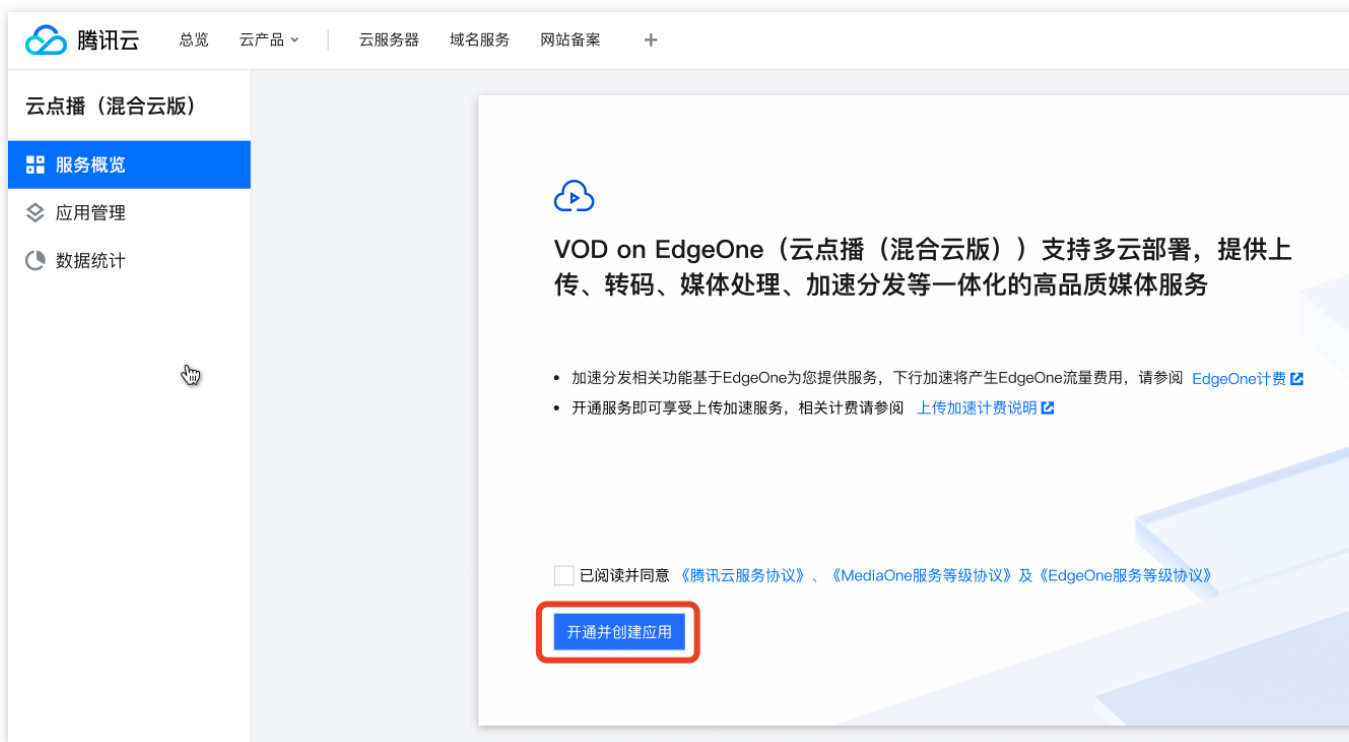 腾讯云 总览 云产品 云服务器 域名服务 网站备案 +
云点播（混合云版）
服务概览
应用管理
数据统计
VOD on EdgeOne（云点播（混合云版））支持多云部署，提供上
传、转码、媒体处理、加速分发等一体化的高品质媒体服务
• 加速分发相关功能基于EdgeOne为您提供服务，下行加速将产生EdgeOne流量费用，请参阅 EdgeOne计费
• 开通服务即可享受上传加速服务，相关计费请参阅 上传加速计费说明
已阅读并同意 《腾讯云服务协议》、《MediaOne服务等级协议》及《EdgeOne服务等级协议》
开通并创建应用